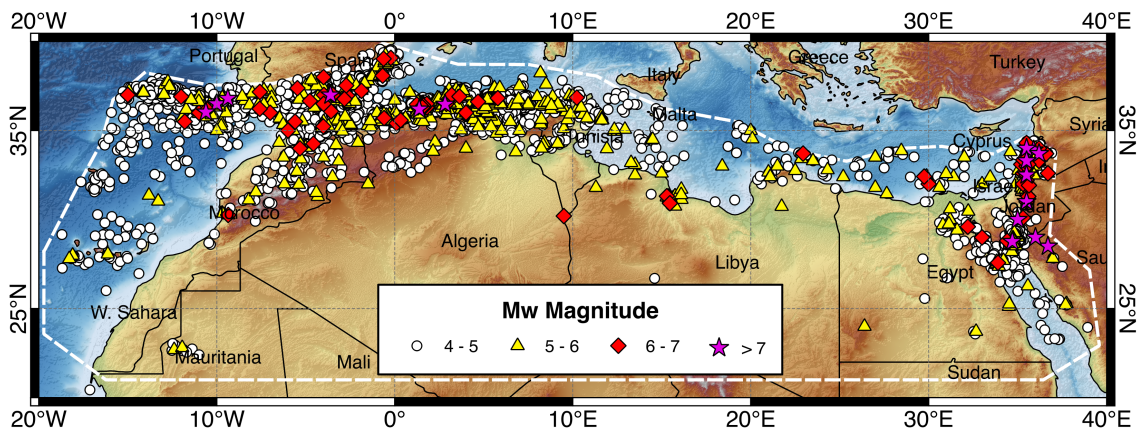 20°W 10°W 0° 10°E 20°E 30°E 40°E
Portugal Spain Italy Greece Turkey
35°N Malta Tunisia Cyprus Syria 35°N
Israel
Morocco Jordan
Algeria Libya Egypt Sau
25°N W. Sahara 25°N
Mauritania Mali Sudan
Mw Magnitude
4 - 5 5 - 6 6 - 7 > 7
20°W 10°W 0° 10°E 20°E 30°E 40°E